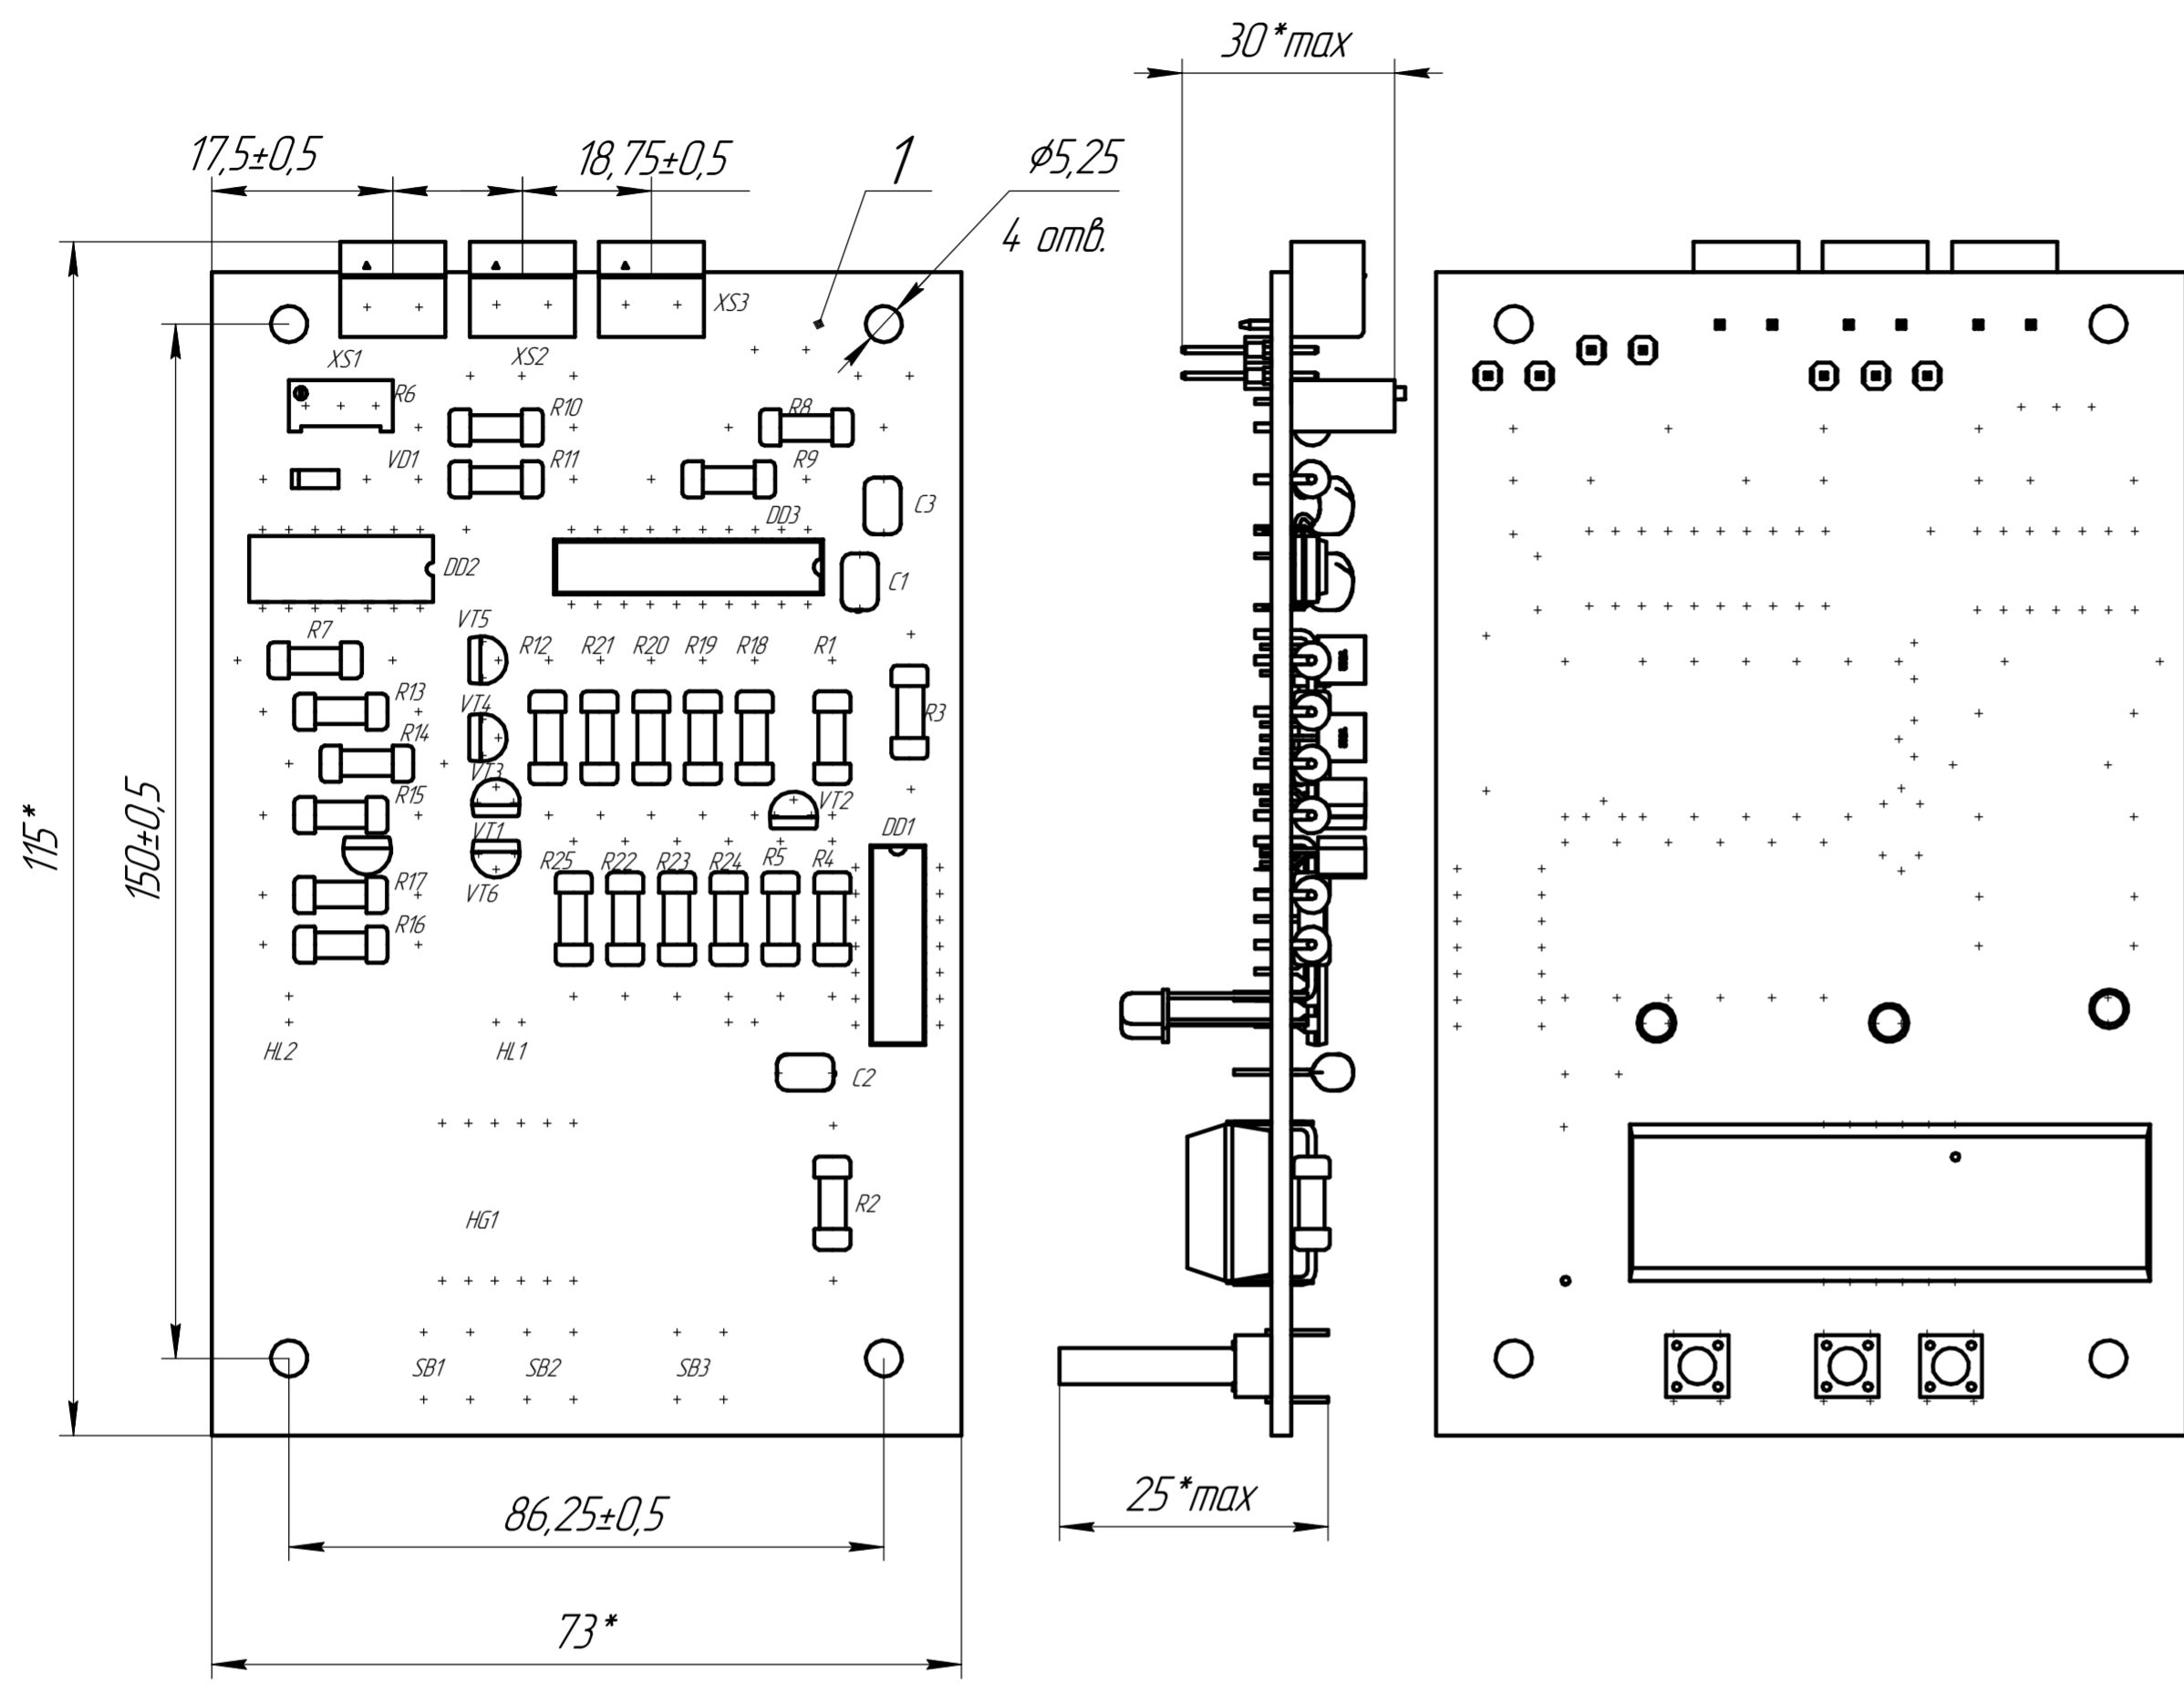 30*max
17,5±0,5
18,75±0,5
1
⌀5,25
4 отв.
XS3
XS1
XS2
R6
R10
R8
VD1
R11
R9
C3
DD3
DD2
C1
VT5
R7
R12
R21
R20
R19
R18
R1
R13
VT4
R3
R14
VT3
R15
VT2
115*
150±0,5
VT1
DD1
R25
R22
R23
R24
R5
R4
R17
VT6
R16
HL2
HL1
C2
R2
HG1
SB1
SB2
SB3
25*max
86,25±0,5
73*